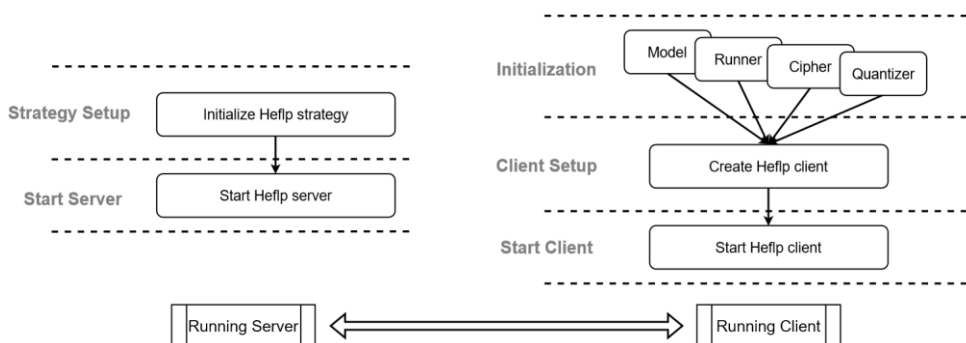 Strategy Setup
Initialize Heflp strategy
Start Server
Start Heflp server
Running Server
Initialization
Model
Runner
Cipher
Quantizer
Client Setup
Create Heflp client
Start Client
Start Heflp client
Running Client